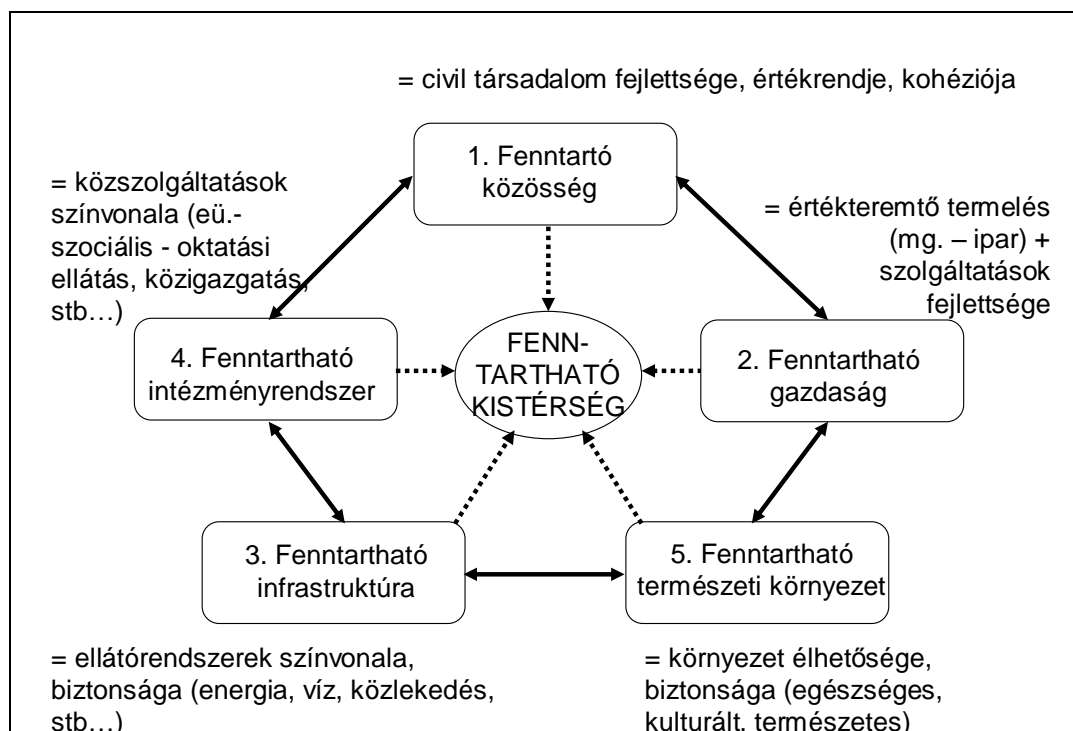 = civil társadalom fejlettsége, értékrendje, kohéziója
1. Fenntartó
közösség
= közszolgáltatások
színvonala (eü.-
szociális - oktatási
ellátás, közigazgatás,
stb…)
= értékteremtő termelés
(mg. – ipar) +
szolgáltatások
fejlettsége
4. Fenntartható
intézményrendszer
FENN-
TARTHATÓ
KISTÉRSÉG
2. Fenntartható
gazdaság
3. Fenntartható
infrastruktúra
5. Fenntartható
természeti környezet
= ellátórendszerek színvonala,
biztonsága (energia, víz, közlekedés,
stb…)
= környezet élhetősége,
biztonsága (egészséges,
kulturált, természetes)